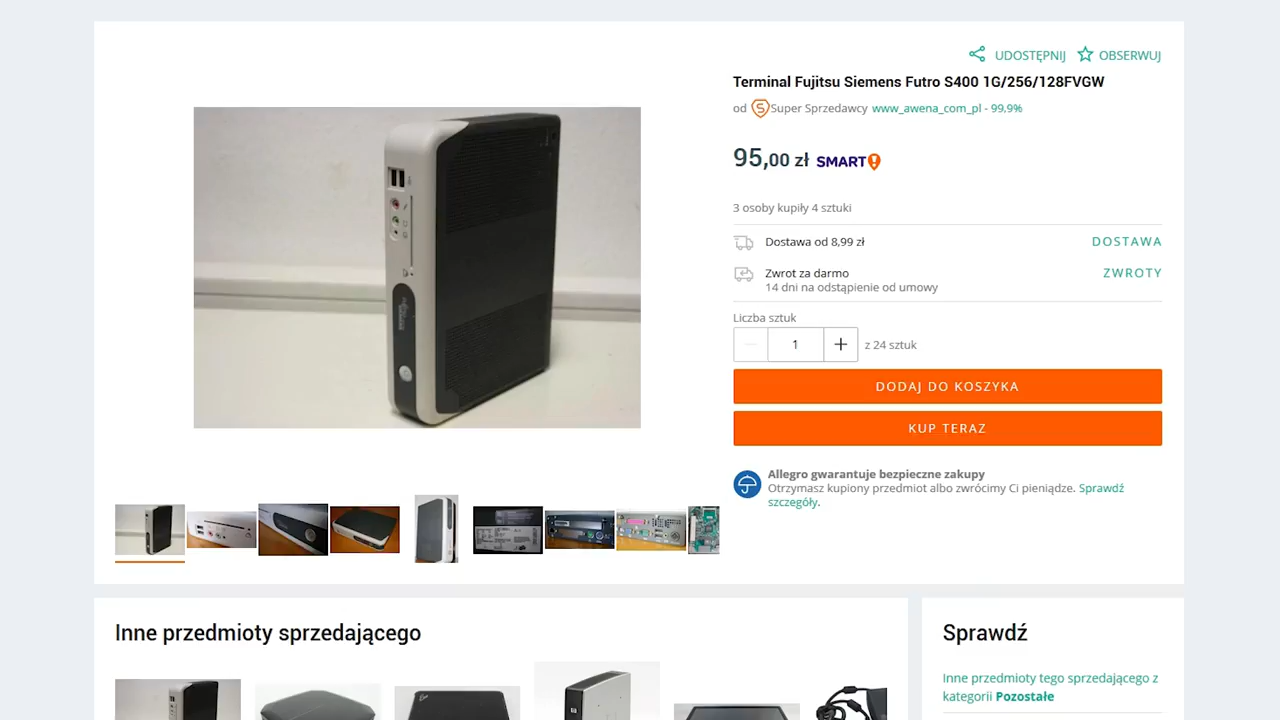 UDOSTĘPNIJ OBSERWUJ
Terminal Fujitsu Siemens Futro S400 1G/256/128FVGW
od Super Sprzedawcy www_awena_com_pl - 99,9%
95,00 zł SMART!
3 osoby kupiły 4 sztuki
Dostawa od 8,99 zł DOSTAWA
Zwrot za darmo ZWROTY
14 dni na odstąpienie od umowy
Liczba sztuk
1 + z 24 sztuk
DODAJ DO KOSZYKA
KUP TERAZ
Allegro gwarantuje bezpieczne zakupy
Otrzymasz kupiony przedmiot albo zwrócimy Ci pieniądze. Sprawdź
szczegóły.
Inne przedmioty sprzedającego
Sprawdź
Inne przedmioty tego sprzedającego z
kategorii Pozostałe